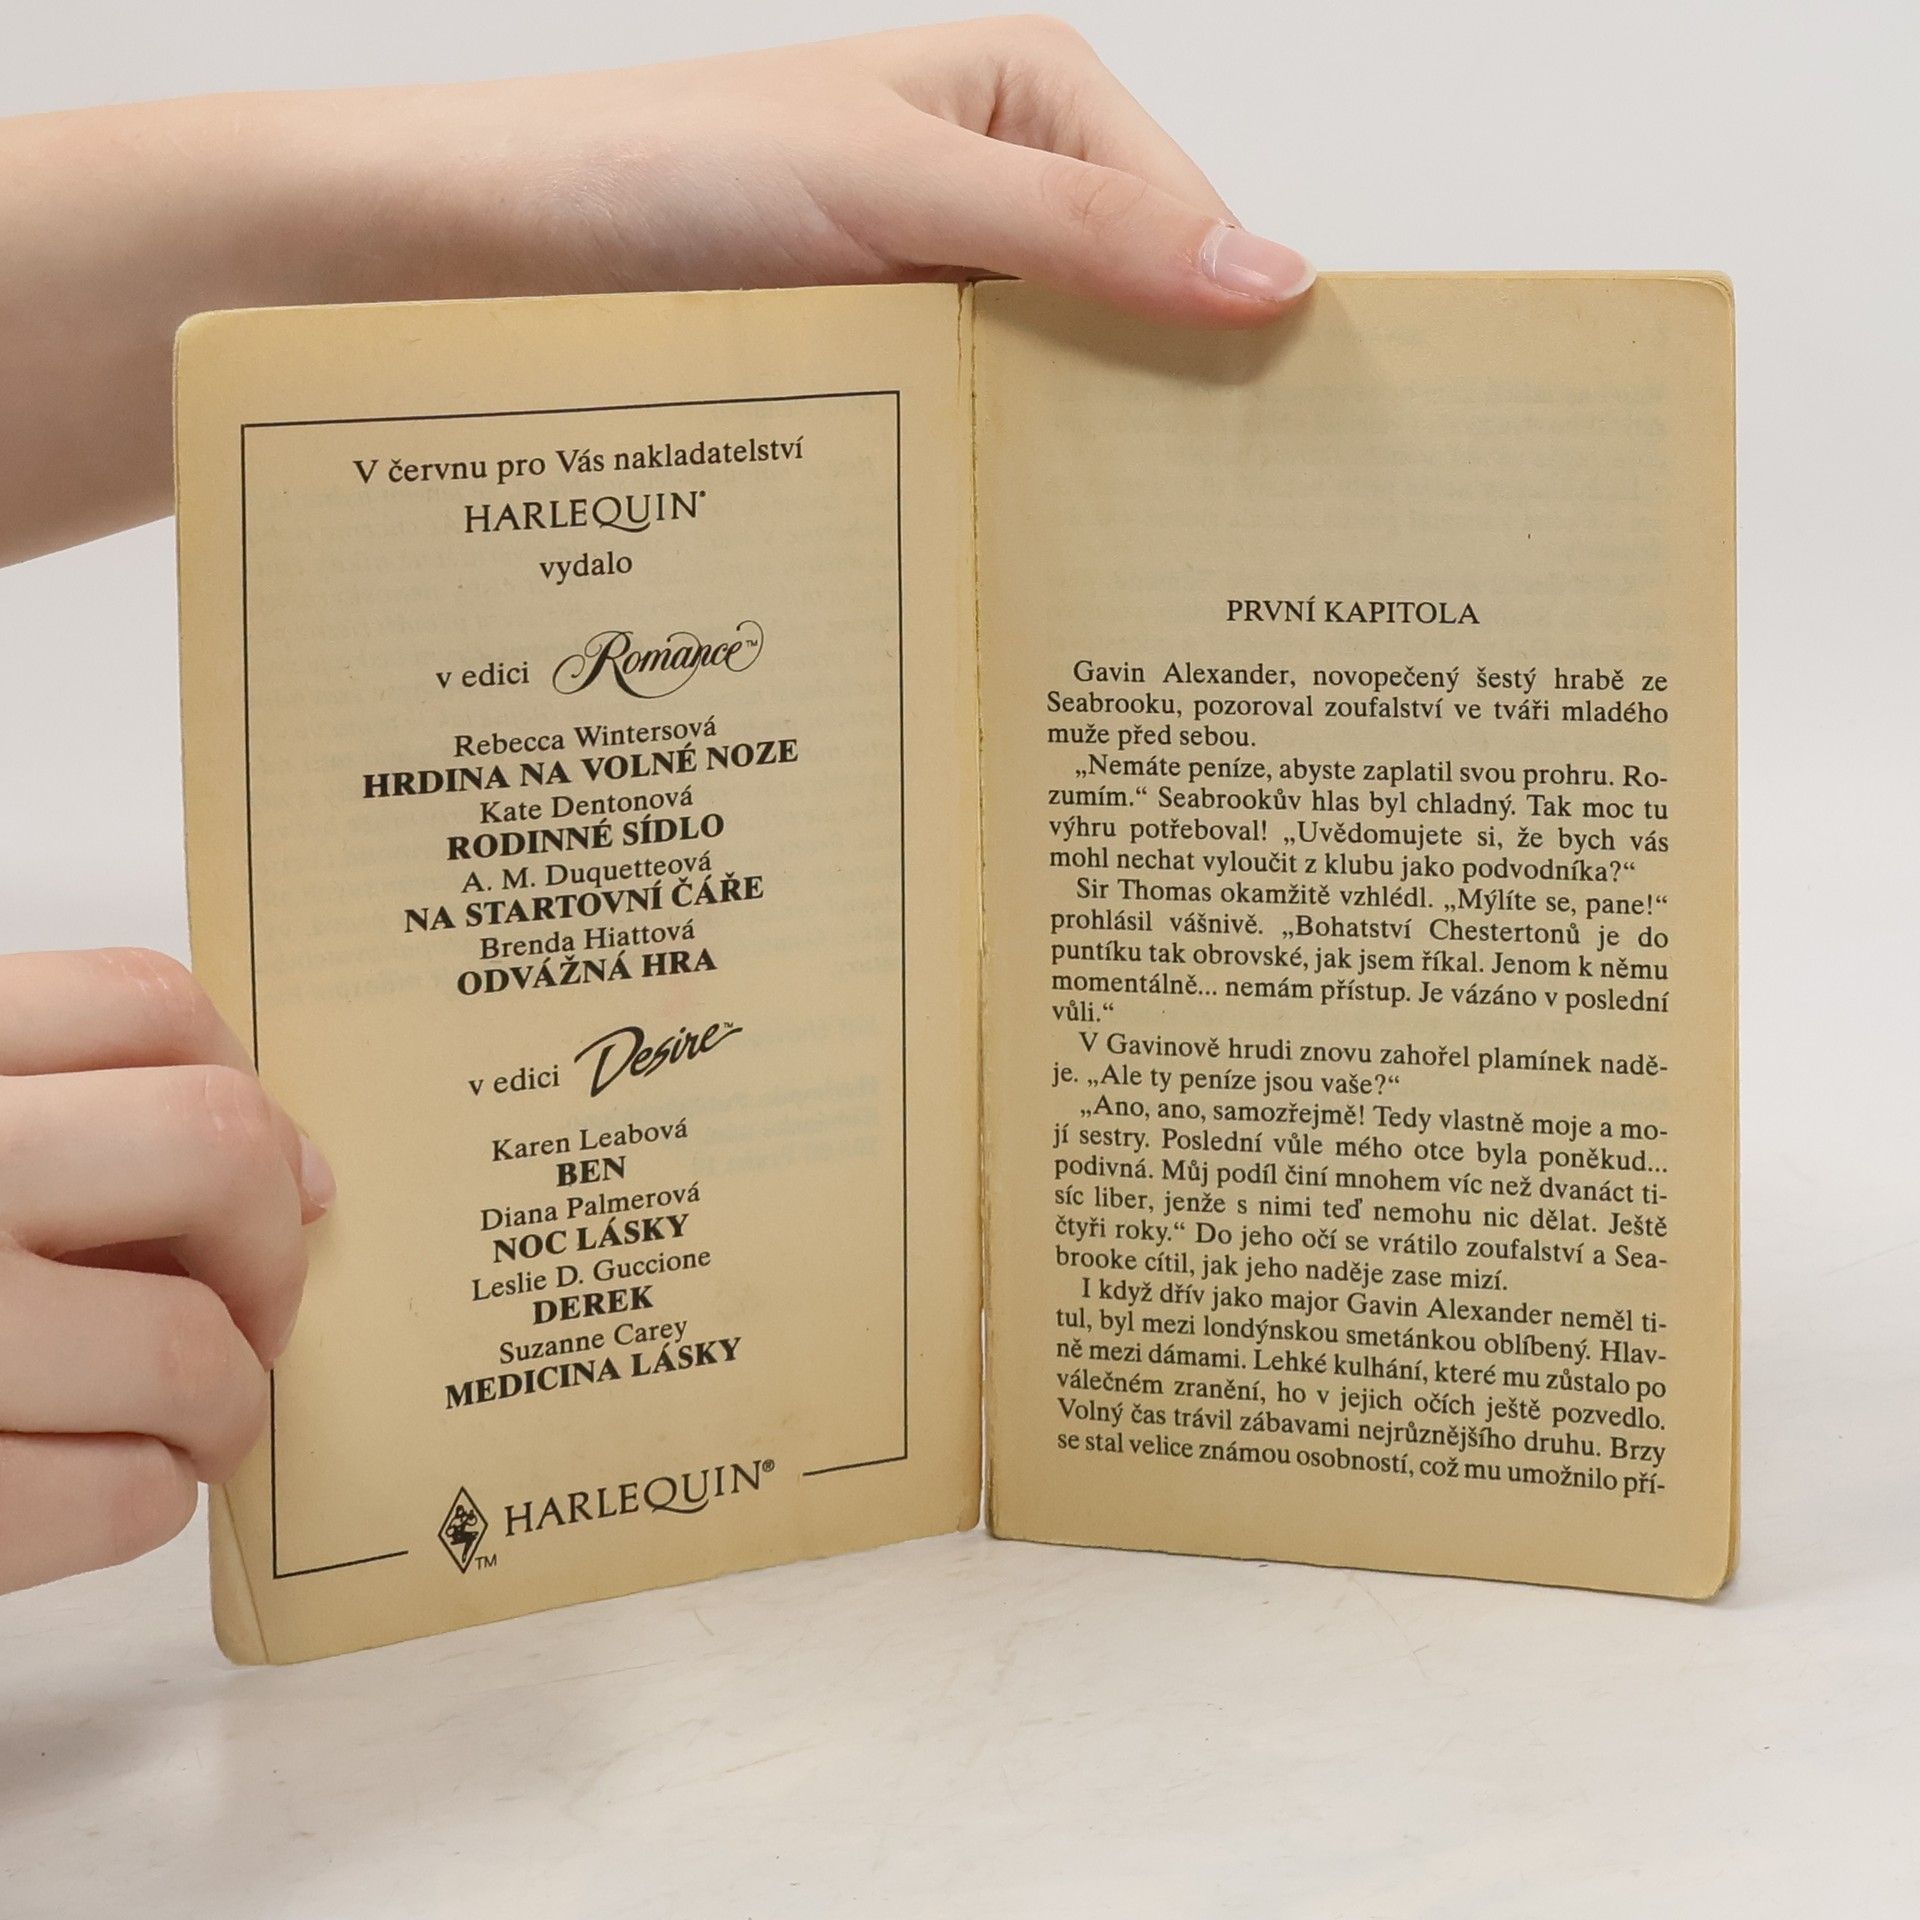 V červnu pro Vás nakladatelství
HARLEQUIN®
vydalo
v edici Romance™
Rebecca Wintersová
HRDINA NA VOLNÉ NOZE
Kate Dentonová
RODINNÉ SÍDLO
A. M. Duquetteová
NA STARTOVNÍ ČÁŘE
Brenda Hiattová
ODVÁŽNÁ HRA
v edici Desire™
Karen Leabová
BEN
Diana Palmerová
NOC LÁSKY
Leslie D. Guccione
DEREK
Suzanne Carey
MEDICINA LÁSKY
TM HARLEQUIN®
PRVNÍ KAPITOLA
Gavin Alexander, novopečený šestý hrabě ze
Seabrooku, pozoroval zoufalství ve tváři mladého
muže před sebou.
„Nemáte peníze, abyste zaplatil svou prohru. Ro-
zumím.“ Seabrookův hlas byl chladný. Tak moc tu
výhru potřeboval! „Uvědomujete si, že bych vás
mohl nechat vyloučit z klubu jako podvodníka?“
Sir Thomas okamžitě vzhlédl. „Mýlíte se, pane!“
prohlásil vášnivě. „Bohatství Chestertonů je do
puntíku tak obrovské, jak jsem říkal. Jenom k němu
momentálně... nemám přístup. Je vázáno v poslední
vůli.“
V Gavinově hrudi znovu zahořel plamínek nadě-
je. „Ale ty peníze jsou vaše?“
„Ano, ano, samozřejmě! Tedy vlastně moje a mo-
jí sestry. Poslední vůle mého otce byla poněkud...
podivná. Můj podíl činí mnohem víc než dvanáct ti-
síc liber, jenže s nimi teď nemohu nic dělat. Ještě
čtyři roky.“ Do jeho očí se vrátilo zoufalství a Sea-
brooke cítil, jak jeho naděje zase mizí.
I když dřív jako major Gavin Alexander neměl ti-
tul, byl mezi londýnskou smetánkou oblíbený. Hlav-
ně mezi dámami. Lehké kulhání, které mu zůstalo po
válečném zranění, ho v jejich očích ještě pozvedlo.
Volný čas trávil zábavami nejrůznějšího druhu. Brzy
se stal velice známou osobností, což mu umožnilo pří-